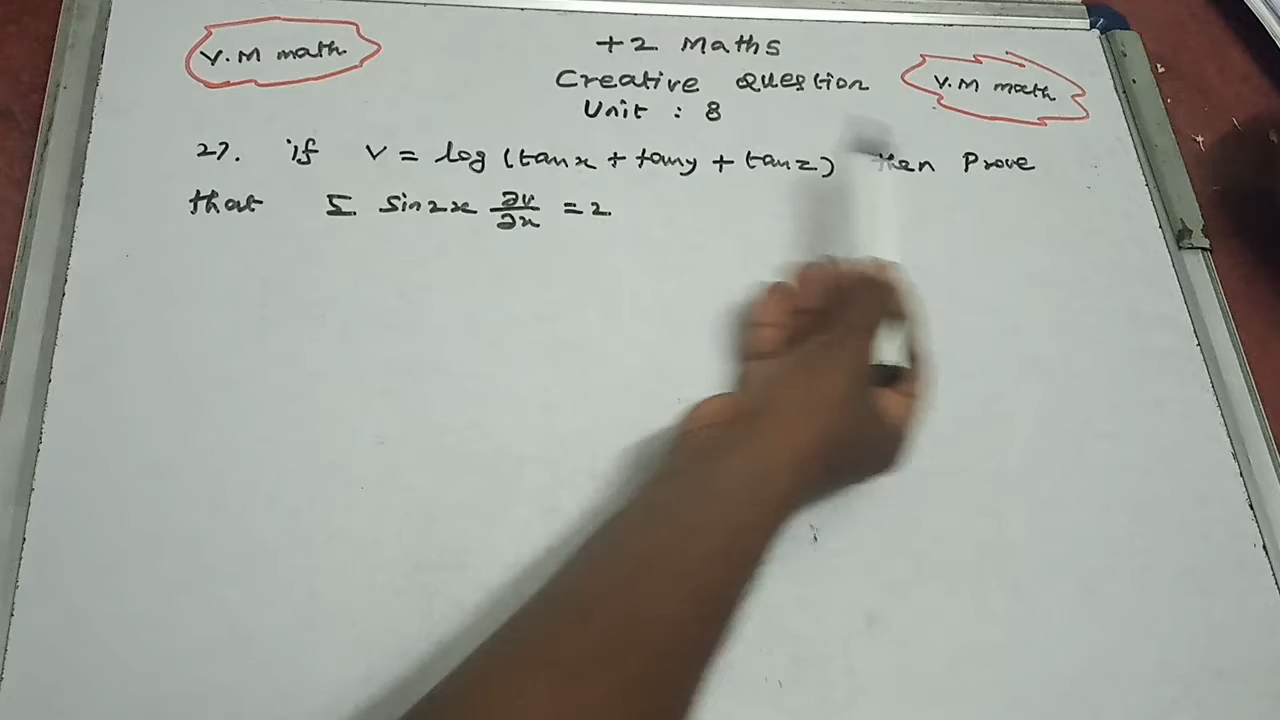 V.M math
+2 Maths
Creative Question
V.M math
Unit : 8
27. if V = log (tanx + tany + tanz) then Prove
that Σ sin2x ∂v/∂x = 2.